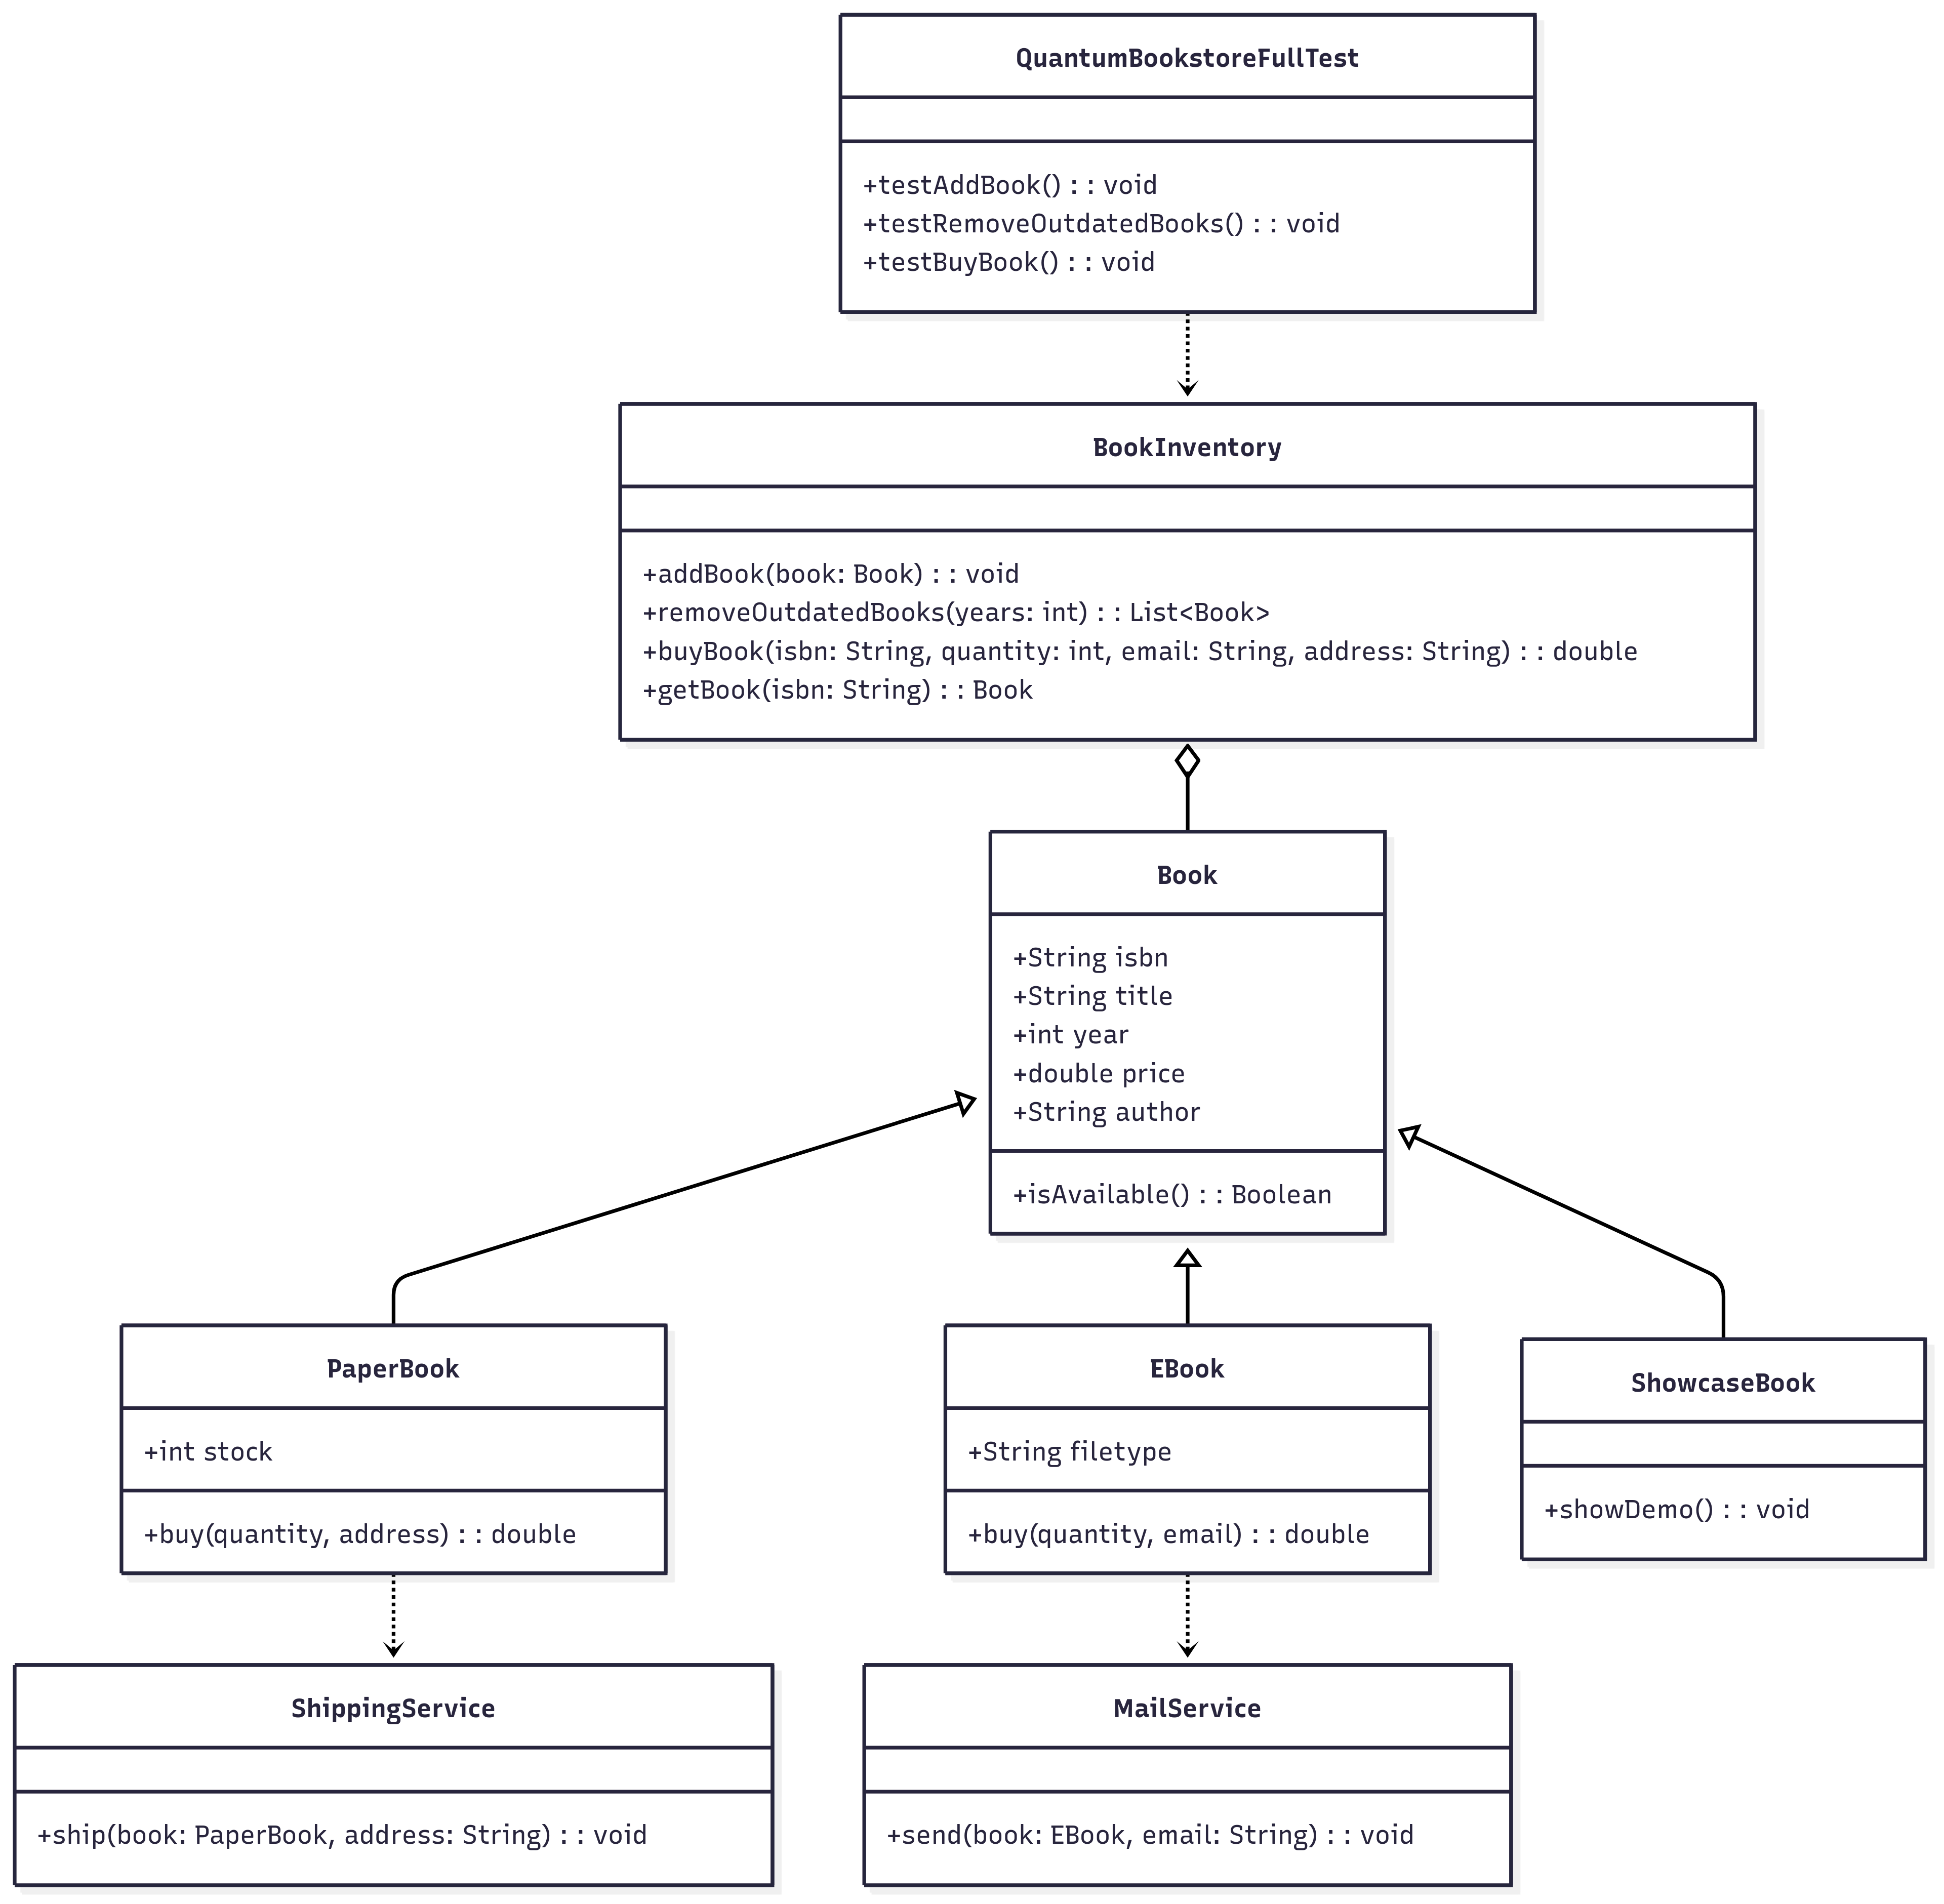 QuantumBookstoreFullTest
+testAddBook() : : void
+testRemoveOutdatedBooks() : : void
+testBuyBook() : : void
BookInventory
+addBook(book: Book) : : void
+removeOutdatedBooks(years: int) : : List<Book>
+buyBook(isbn: String, quantity: int, email: String, address: String) : : double
+getBook(isbn: String) : : Book
Book
+String isbn
+String title
+int year
+double price
+String author
+isAvailable() : : Boolean
PaperBook
+int stock
+buy(quantity, address) : : double
EBook
+String filetype
+buy(quantity, email) : : double
ShowcaseBook
+showDemo() : : void
ShippingService
+ship(book: PaperBook, address: String) : : void
MailService
+send(book: EBook, email: String) : : void